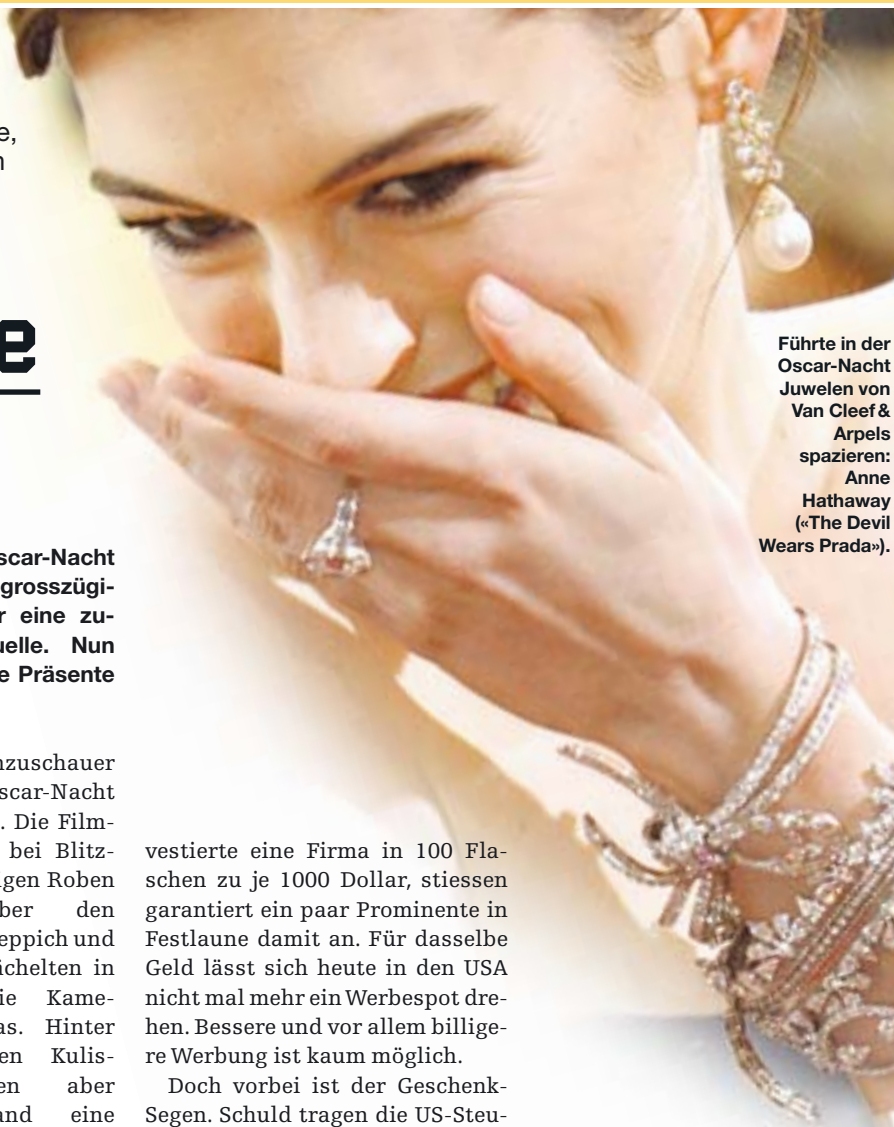 e,
n
e
Führte in der
Oscar-Nacht
Juwelen von
Van Cleef &
Arpels
spazieren:
Anne
Hathaway
(«The Devil
Wears Prada»).
scar-Nacht
grosszügi-
r eine zu-
uelle. Nun
e Präsente
nzuschauer
scar-Nacht
. Die Film-
bei Blitz-
igen Roben
ber den
eppich und
ächelten in
ie Kame-
as. Hinter
en Kulis-
en aber
and eine
vestierte eine Firma in 100 Fla-
schen zu je 1000 Dollar, stiessen
garantiert ein paar Prominente in
Festlaune damit an. Für dasselbe
Geld lässt sich heute in den USA
nicht mal mehr ein Werbespot dre-
hen. Bessere und vor allem billige-
re Werbung ist kaum möglich.
Doch vorbei ist der Geschenk-
Segen. Schuld tragen die US-Steu-